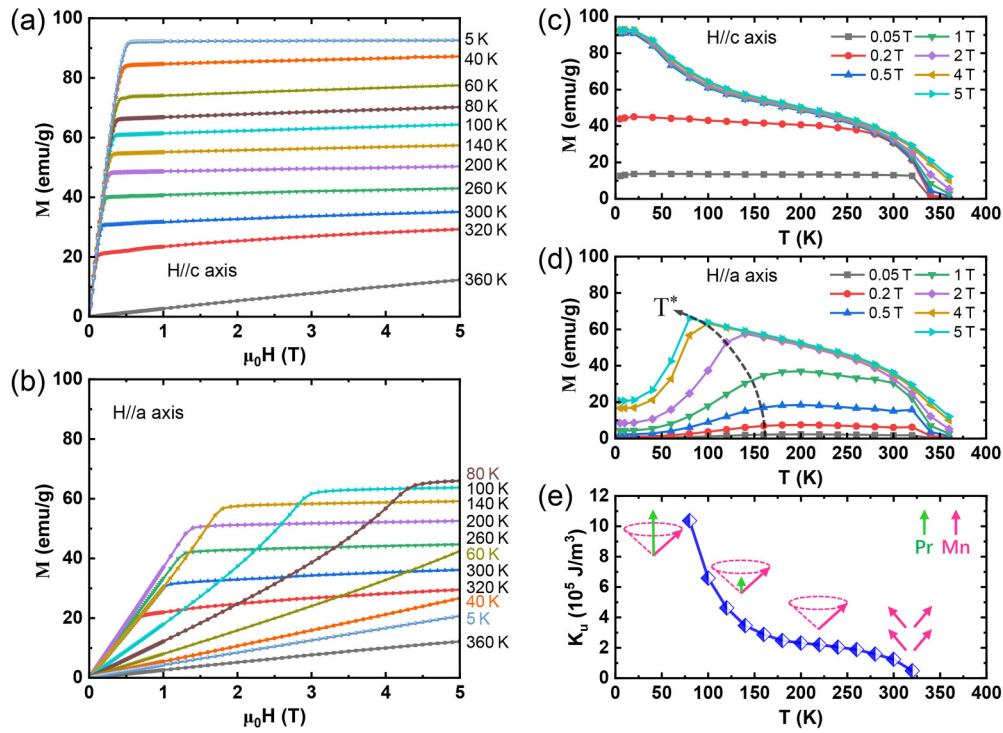 (a)
100
80
60
40
20
0
M (emu/g)
0 1 2 3 4 5
μ₀H (T)
H//c axis
5 K
40 K
60 K
80 K
100 K
140 K
200 K
260 K
300 K
320 K
360 K
(b)
100
80
60
40
20
0
M (emu/g)
0 1 2 3 4 5
μ₀H (T)
H//a axis
80 K
100 K
140 K
200 K
260 K
60 K
300 K
320 K
40 K
5 K
360 K
(c)
100
80
60
40
20
0
M (emu/g)
0 50 100 150 200 250 300 350 400
T (K)
H//c axis
0.05 T 1 T
0.2 T 2 T
0.5 T 4 T
5 T
(d)
100
80
60
40
20
0
M (emu/g)
0 50 100 150 200 250 300 350 400
T (K)
H//a axis
0.05 T 1 T
0.2 T 2 T
0.5 T 4 T
5 T
T*
(e)
12
10
8
6
4
2
0
Kᵤ (10⁵ J/m³)
0 50 100 150 200 250 300 350 400
T (K)
Pr Mn